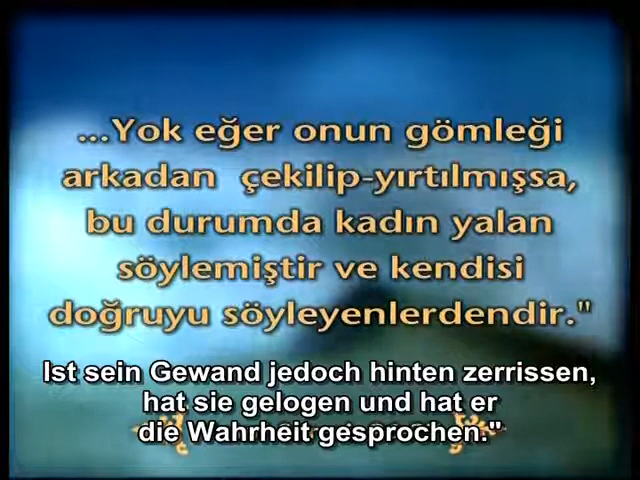 ...Yok eğer onun gömleği
arkadan çekilip-yırtılmışsa,
bu durumda kadın yalan
söylemiştir ve kendisi
doğruyu söyleyenlerdendir."
Ist sein Gewand jedoch hinten zerrissen,
hat sie gelogen und hat er
die Wahrheit gesprochen."